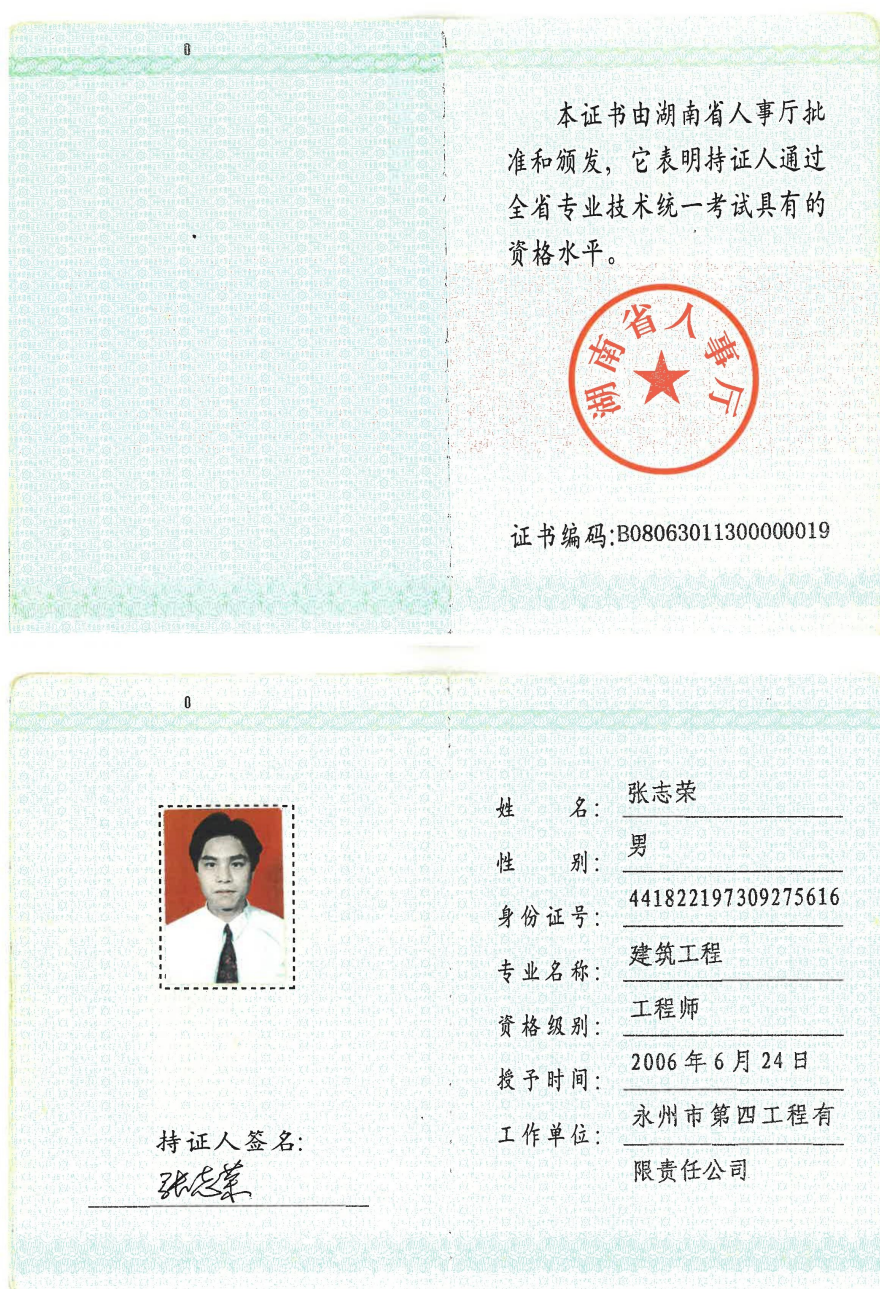 0
本证书由湖南省人事厅批
准和颁发，它表明持证人通过
全省专业技术统一考试具有的
资格水平。
湖南省人事厅
证书编码:B08063011300000019
0
姓名：张志荣
性别：男
身份证号：441822197309275616
专业名称：建筑工程
资格级别：工程师
授予时间：2006年6月24日
工作单位：永州市第四工程有
限责任公司
持证人签名:
张志荣